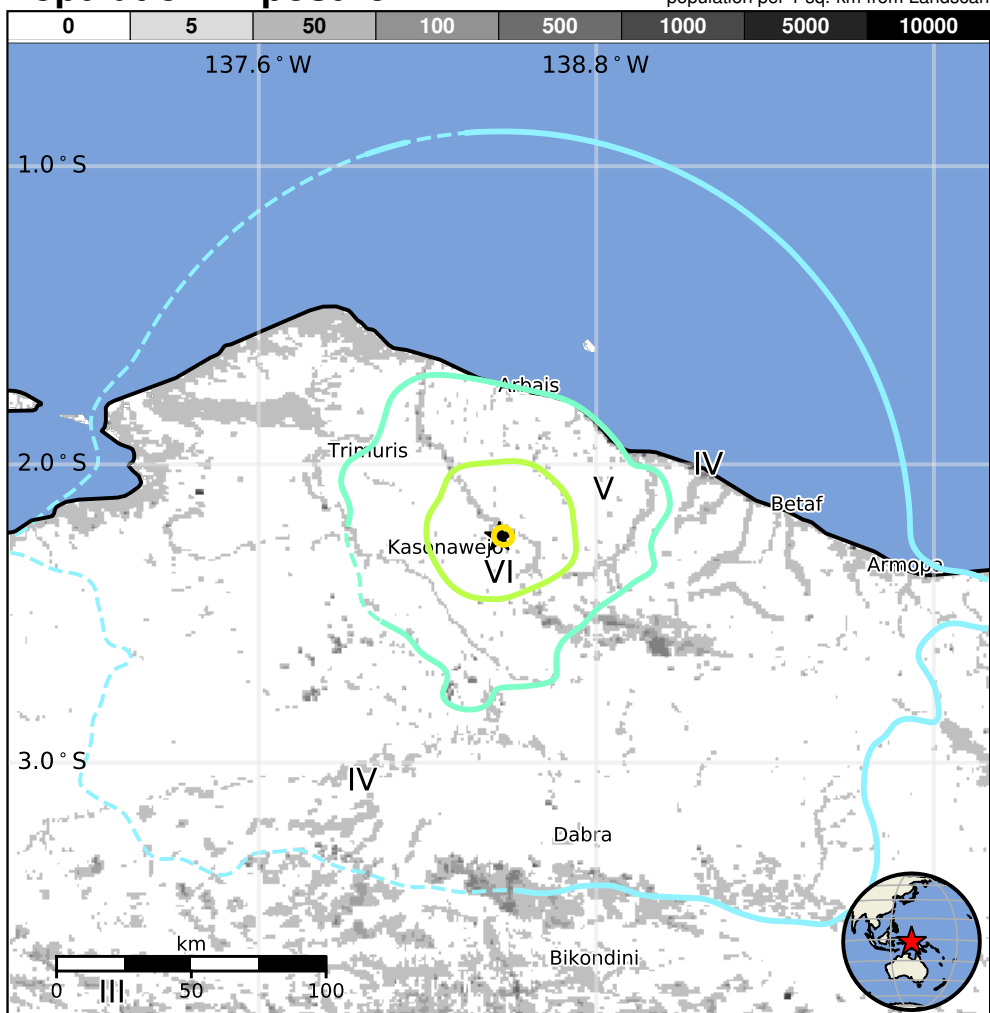 population per 1 sq. km from Landscan
0 5 50 100 500 1000 5000 10000
137.6°W 138.8°W
1.0°S
Arbais
Trimuris
2.0°S
IV
V
Betaf
Kasonawejo
Armopa
VI
3.0°S
IV
Dabra
km
Bikondini
0 50 100
III